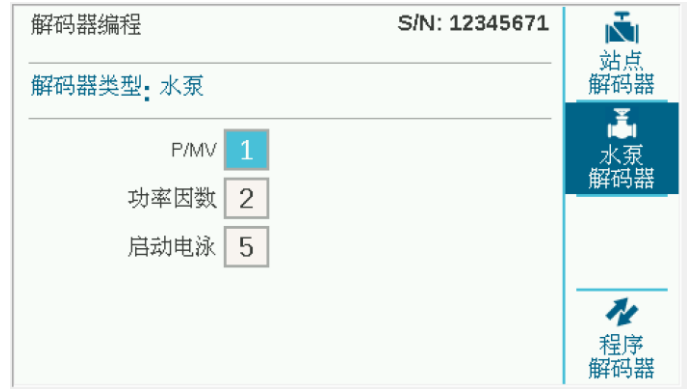 解码器编程
S/N: 12345671
解码器类型: 水泵
P/MV 1
功率因数 2
启动电泳 5
站点
解码器
水泵
解码器
程序
解码器